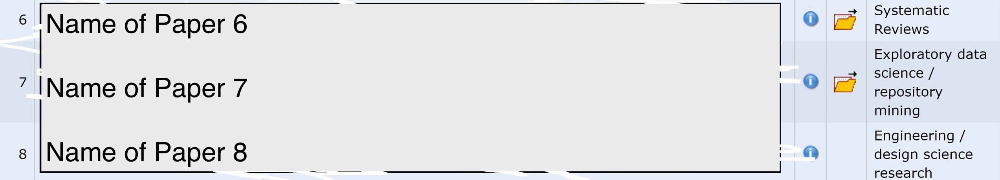 6
Name of Paper 6
Systematic
Reviews
7
Name of Paper 7
Exploratory data
science /
repository
mining
8
Name of Paper 8
Engineering /
design science
research